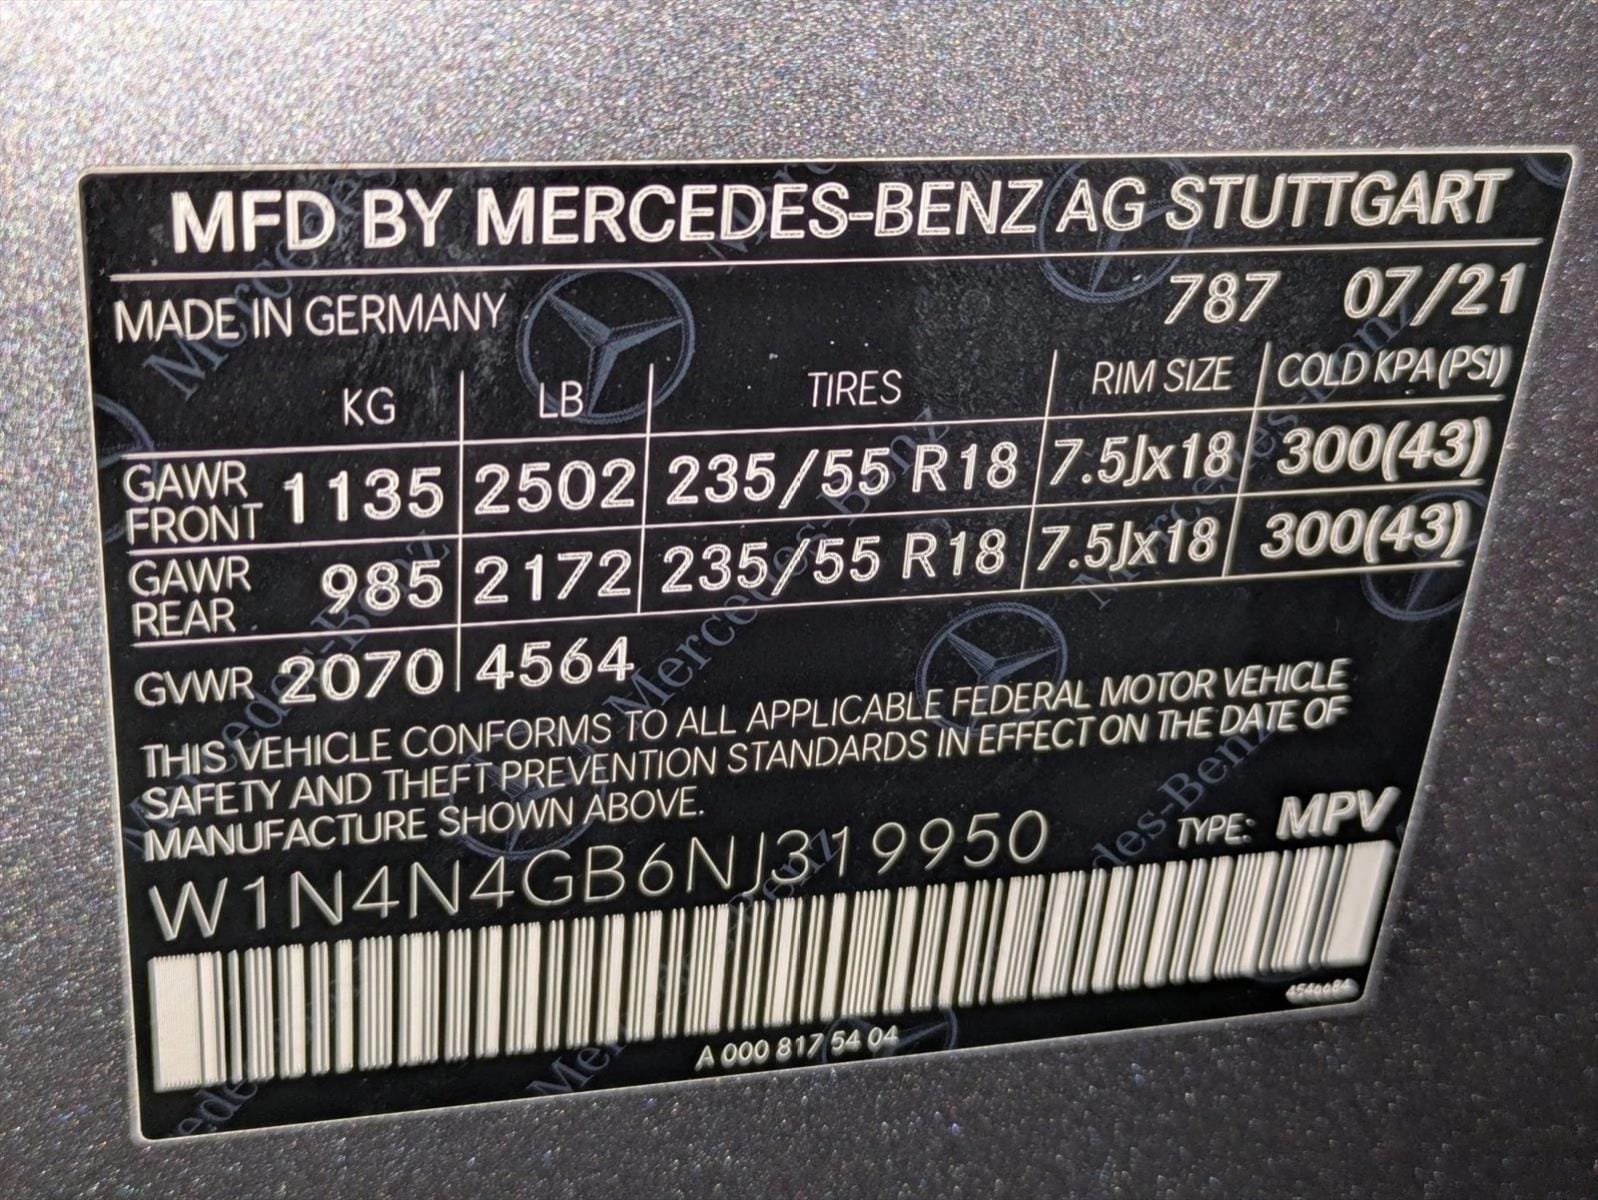 MFD BY MERCEDES-BENZ AG STUTTGART
MADE IN GERMANY 787 07/21
KG LB TIRES RIM SIZE COLD KPA(PSI)
GAWR FRONT 1135 2502 235/55 R18 7.5Jx18 300(43)
GAWR REAR 985 2172 235/55 R18 7.5Jx18 300(43)
GVWR 2070 4564
THIS VEHICLE CONFORMS TO ALL APPLICABLE FEDERAL MOTOR VEHICLE
SAFETY AND THEFT PREVENTION STANDARDS IN EFFECT ON THE DATE OF
MANUFACTURE SHOWN ABOVE.
W1N4N4GB6NJ319950 TYPE: MPV
4546684
A 000 817 54 04